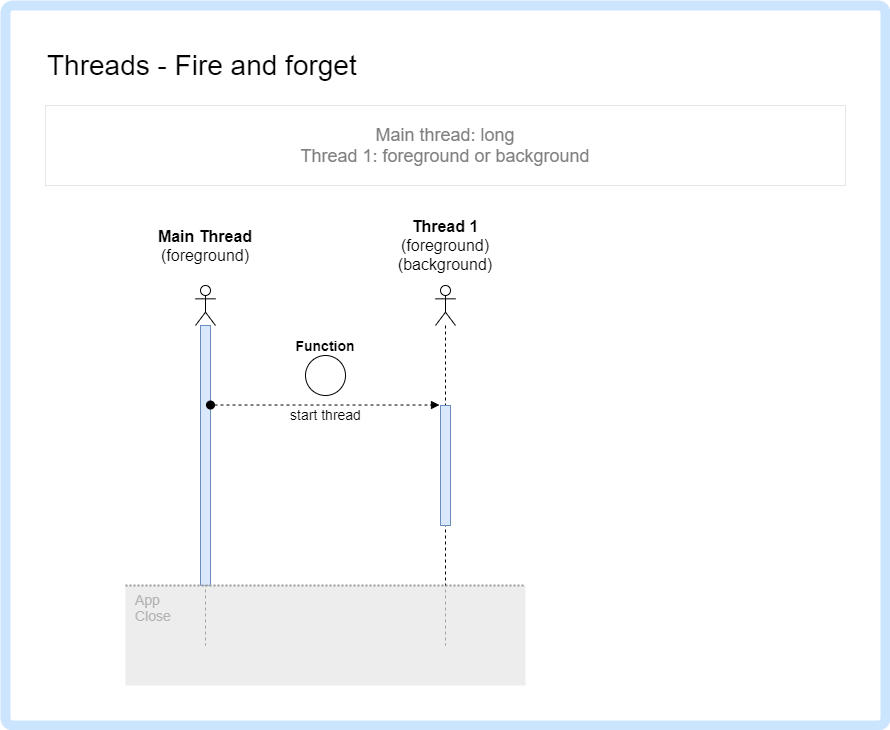 Threads - Fire and forget
Main thread: long
Thread 1: foreground or background
Main Thread
(foreground)
Thread 1
(foreground)
(background)
Function
start thread
App
Close